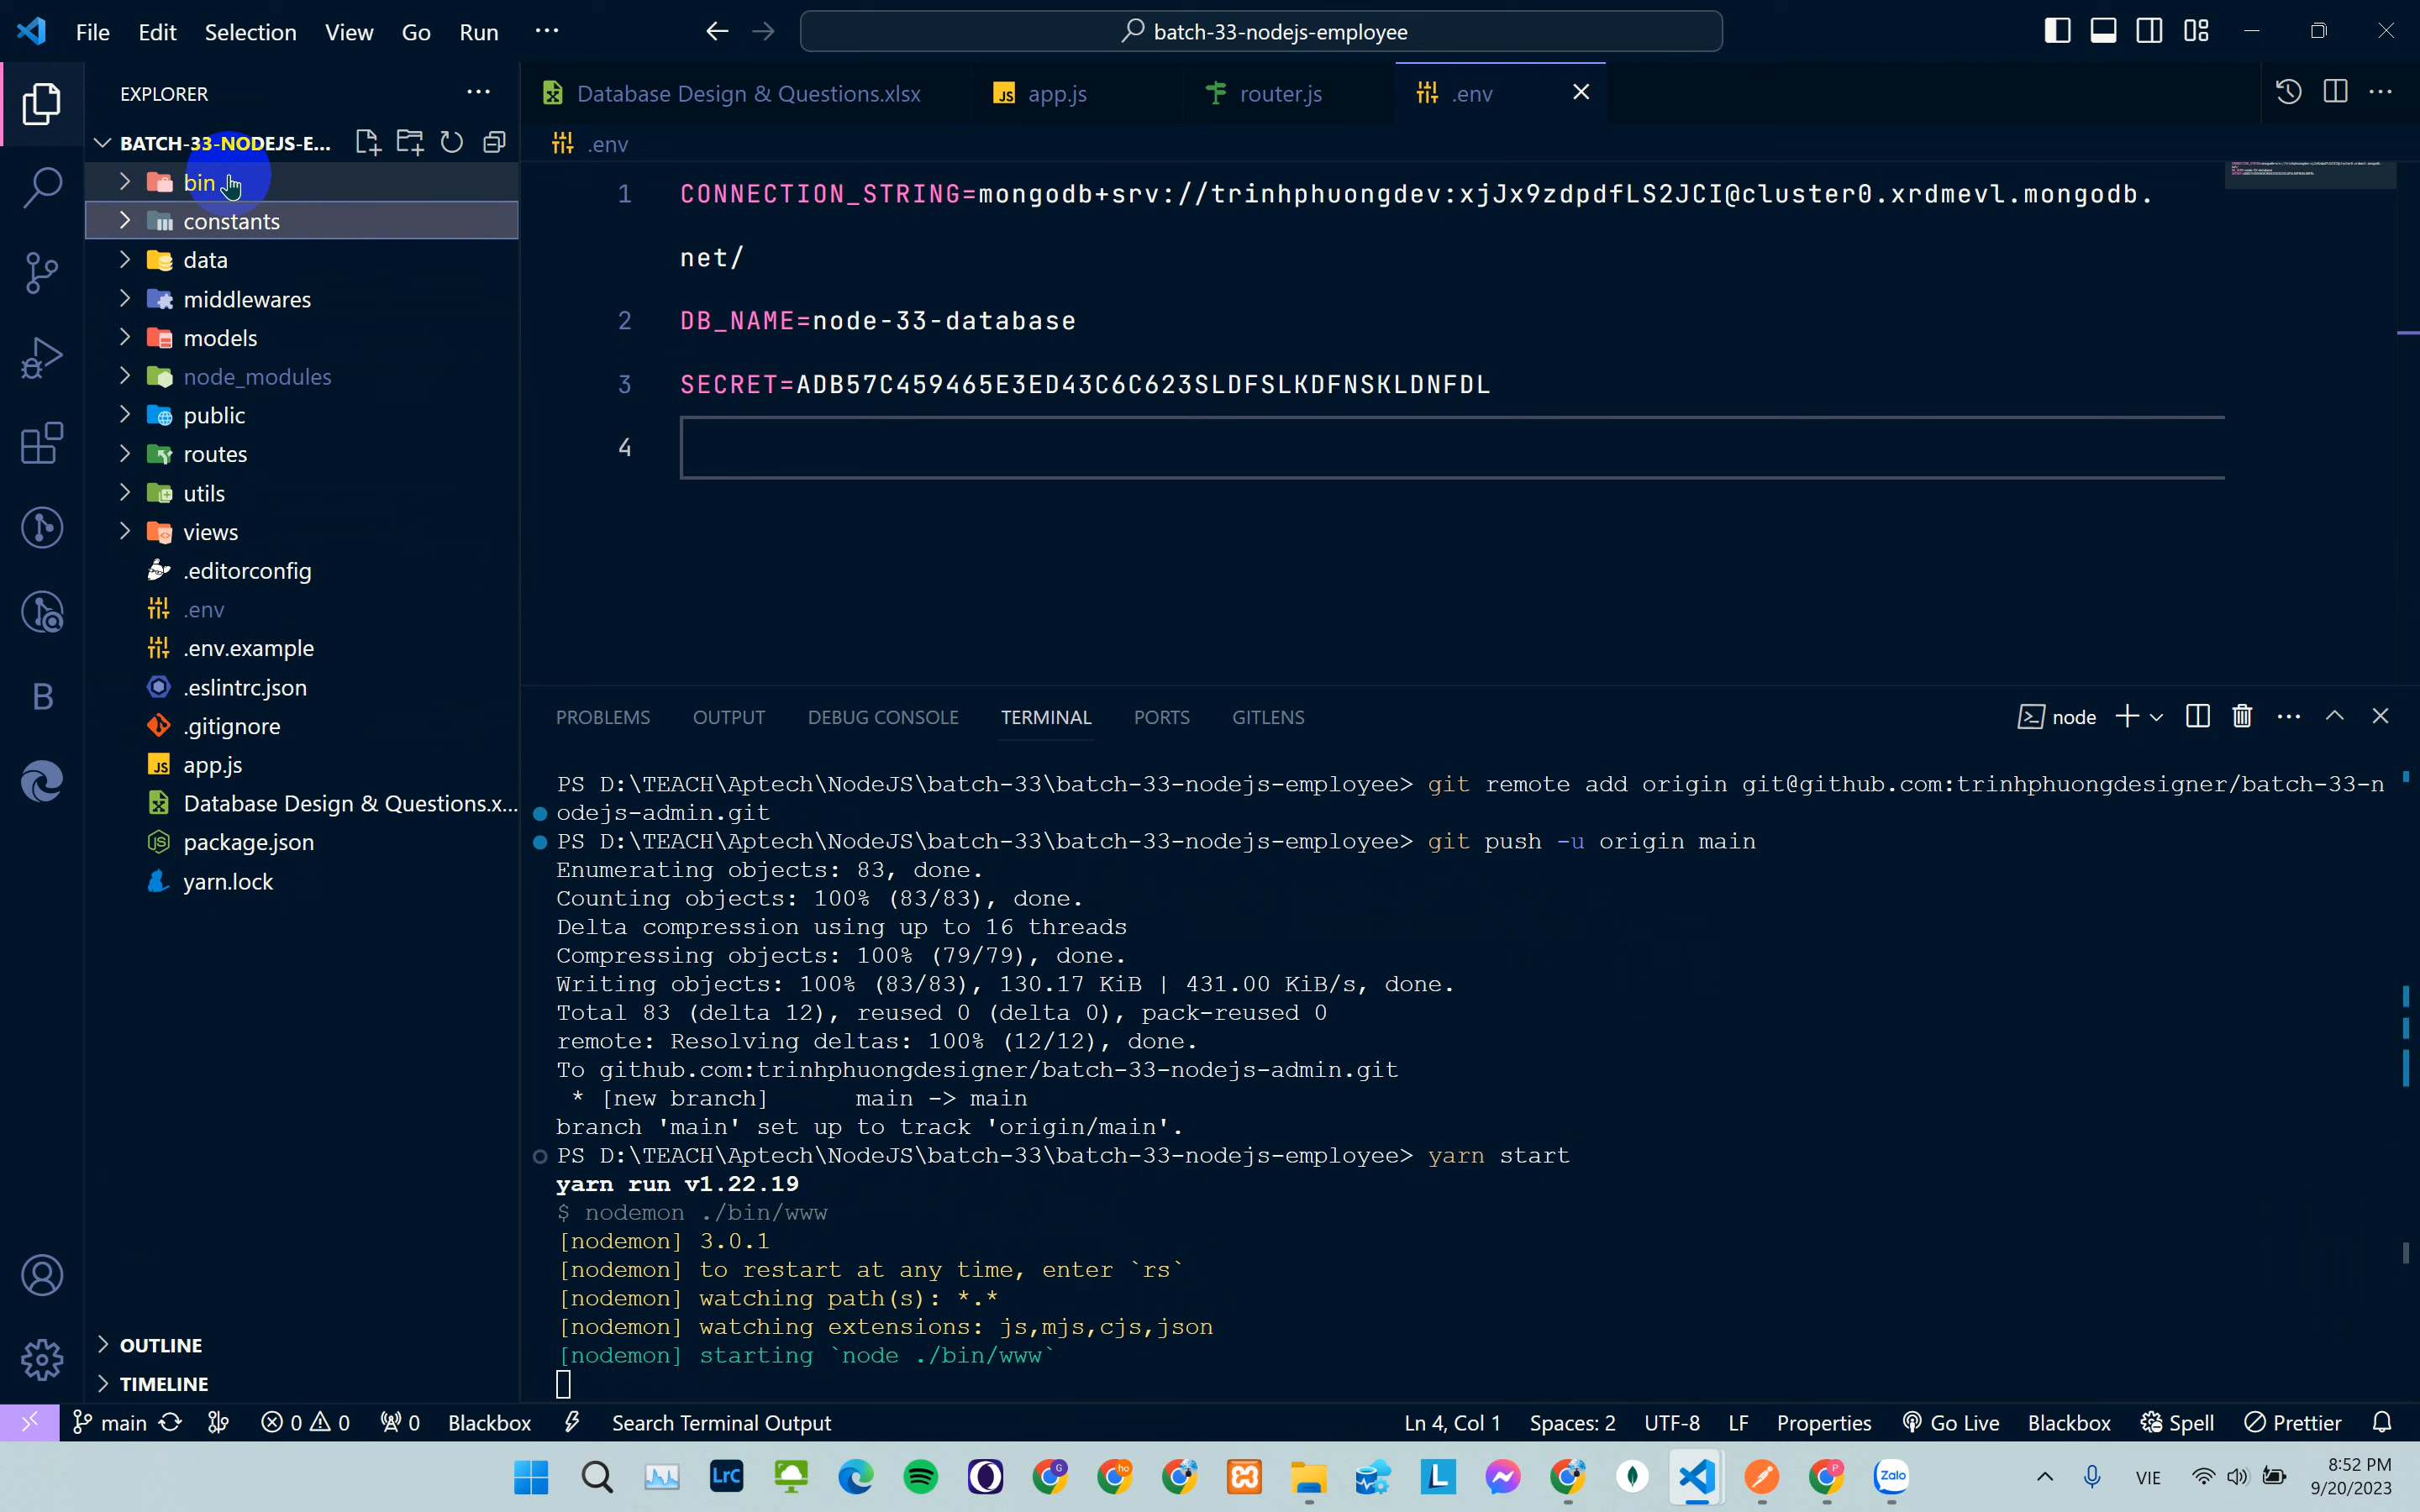 File Edit Selection View Go Run ···
batch-33-nodejs-employee
EXPLORER
BATCH-33-NODEJS-E...
bin
constants
data
middlewares
models
node_modules
public
routes
utils
views
.editorconfig
.env
.env.example
.eslintrc.json
.gitignore
app.js
Database Design & Questions.x...
package.json
yarn.lock
OUTLINE
TIMELINE
Database Design & Questions.xlsx
JS app.js
router.js
.env
.env
1 CONNECTION_STRING=mongodb+srv://trinhphuongdev:xjJx9zdpdfLS2JCI@cluster0.xrdmevl.mongodb.
net/
2 DB_NAME=node-33-database
3 SECRET=ADB57C459465E3ED43C6C623SLDFSLKDFNSKLDNFDL
4
PROBLEMS OUTPUT DEBUG CONSOLE TERMINAL PORTS GITLENS
node
PS D:\TEACH\Aptech\NodeJS\batch-33\batch-33-nodejs-employee> git remote add origin git@github.com:trinhphuongdesigner/batch-33-n
odejs-admin.git
PS D:\TEACH\Aptech\NodeJS\batch-33\batch-33-nodejs-employee> git push -u origin main
Enumerating objects: 83, done.
Counting objects: 100% (83/83), done.
Delta compression using up to 16 threads
Compressing objects: 100% (79/79), done.
Writing objects: 100% (83/83), 130.17 KiB | 431.00 KiB/s, done.
Total 83 (delta 12), reused 0 (delta 0), pack-reused 0
remote: Resolving deltas: 100% (12/12), done.
To github.com:trinhphuongdesigner/batch-33-nodejs-admin.git
* [new branch] main -> main
branch 'main' set up to track 'origin/main'.
PS D:\TEACH\Aptech\NodeJS\batch-33\batch-33-nodejs-employee> yarn start
yarn run v1.22.19
$ nodemon ./bin/www
[nodemon] 3.0.1
[nodemon] to restart at any time, enter `rs`
[nodemon] watching path(s): *.*
[nodemon] watching extensions: js,mjs,cjs,json
[nodemon] starting `node ./bin/www`
main 0 0 0 Blackbox Search Terminal Output Ln 4, Col 1 Spaces: 2 UTF-8 LF Properties Go Live Blackbox Spell Prettier
LrC
Zalo
VIE
8:52 PM
9/20/2023